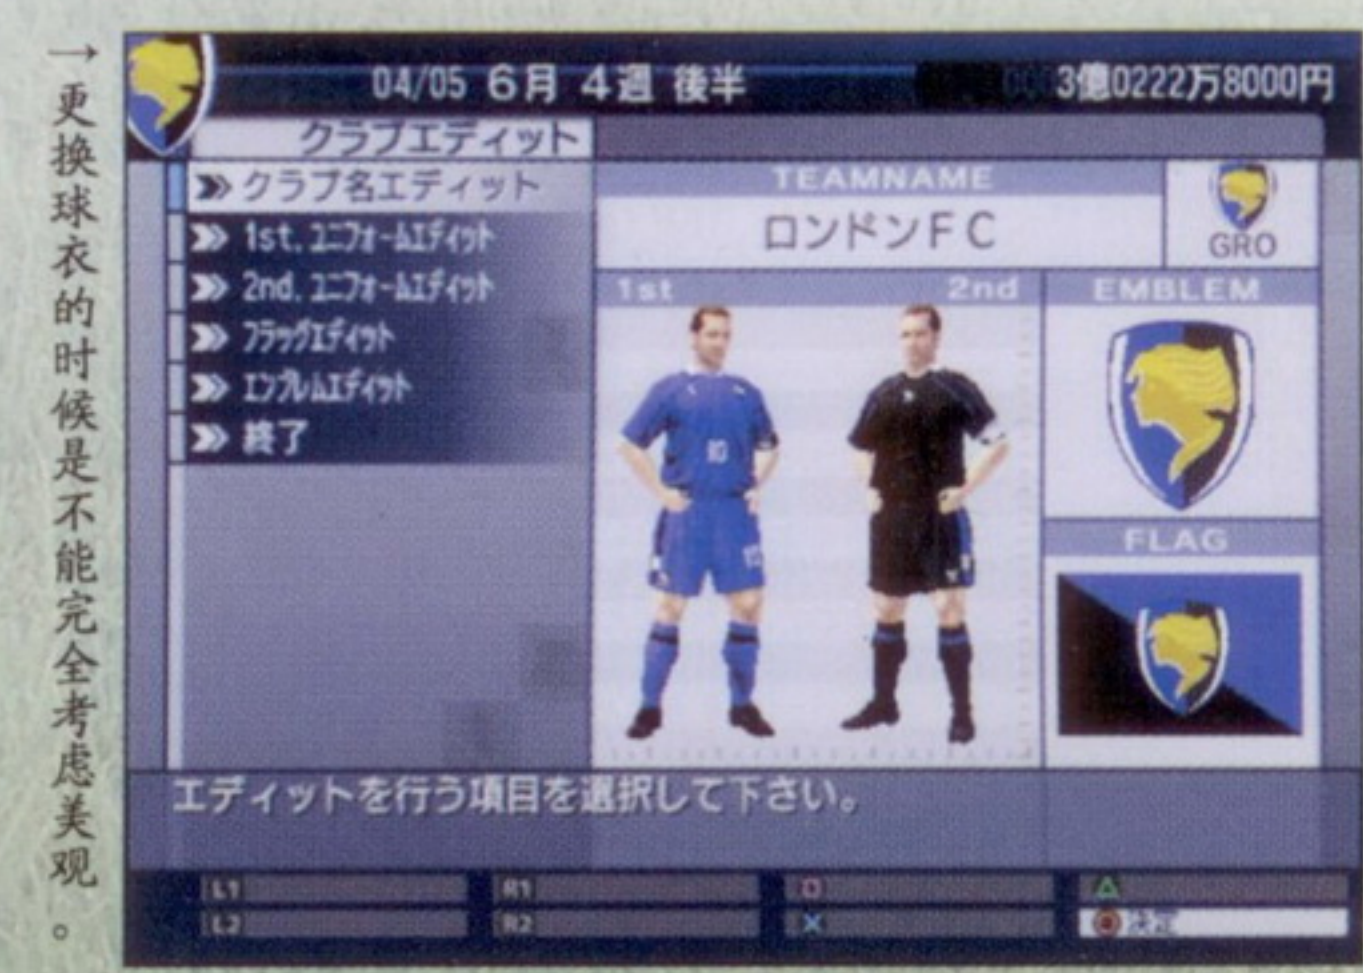 →更换球衣的时候是不能完全考虑美观。
04/05 6月 4週 後半
3億0222万8000円
クラブエディット
クラブ名エディット
1st.ユニフォームエディット
2nd.ユニフォームエディット
フラッグエディット
エンブレムエディット
終了
TEAMNAME
ロンドンFC
GRO
1st
2nd
10
EMBLEM
FLAG
エディットを行う項目を選択して下さい。
L1
R1
L2
R2
決定